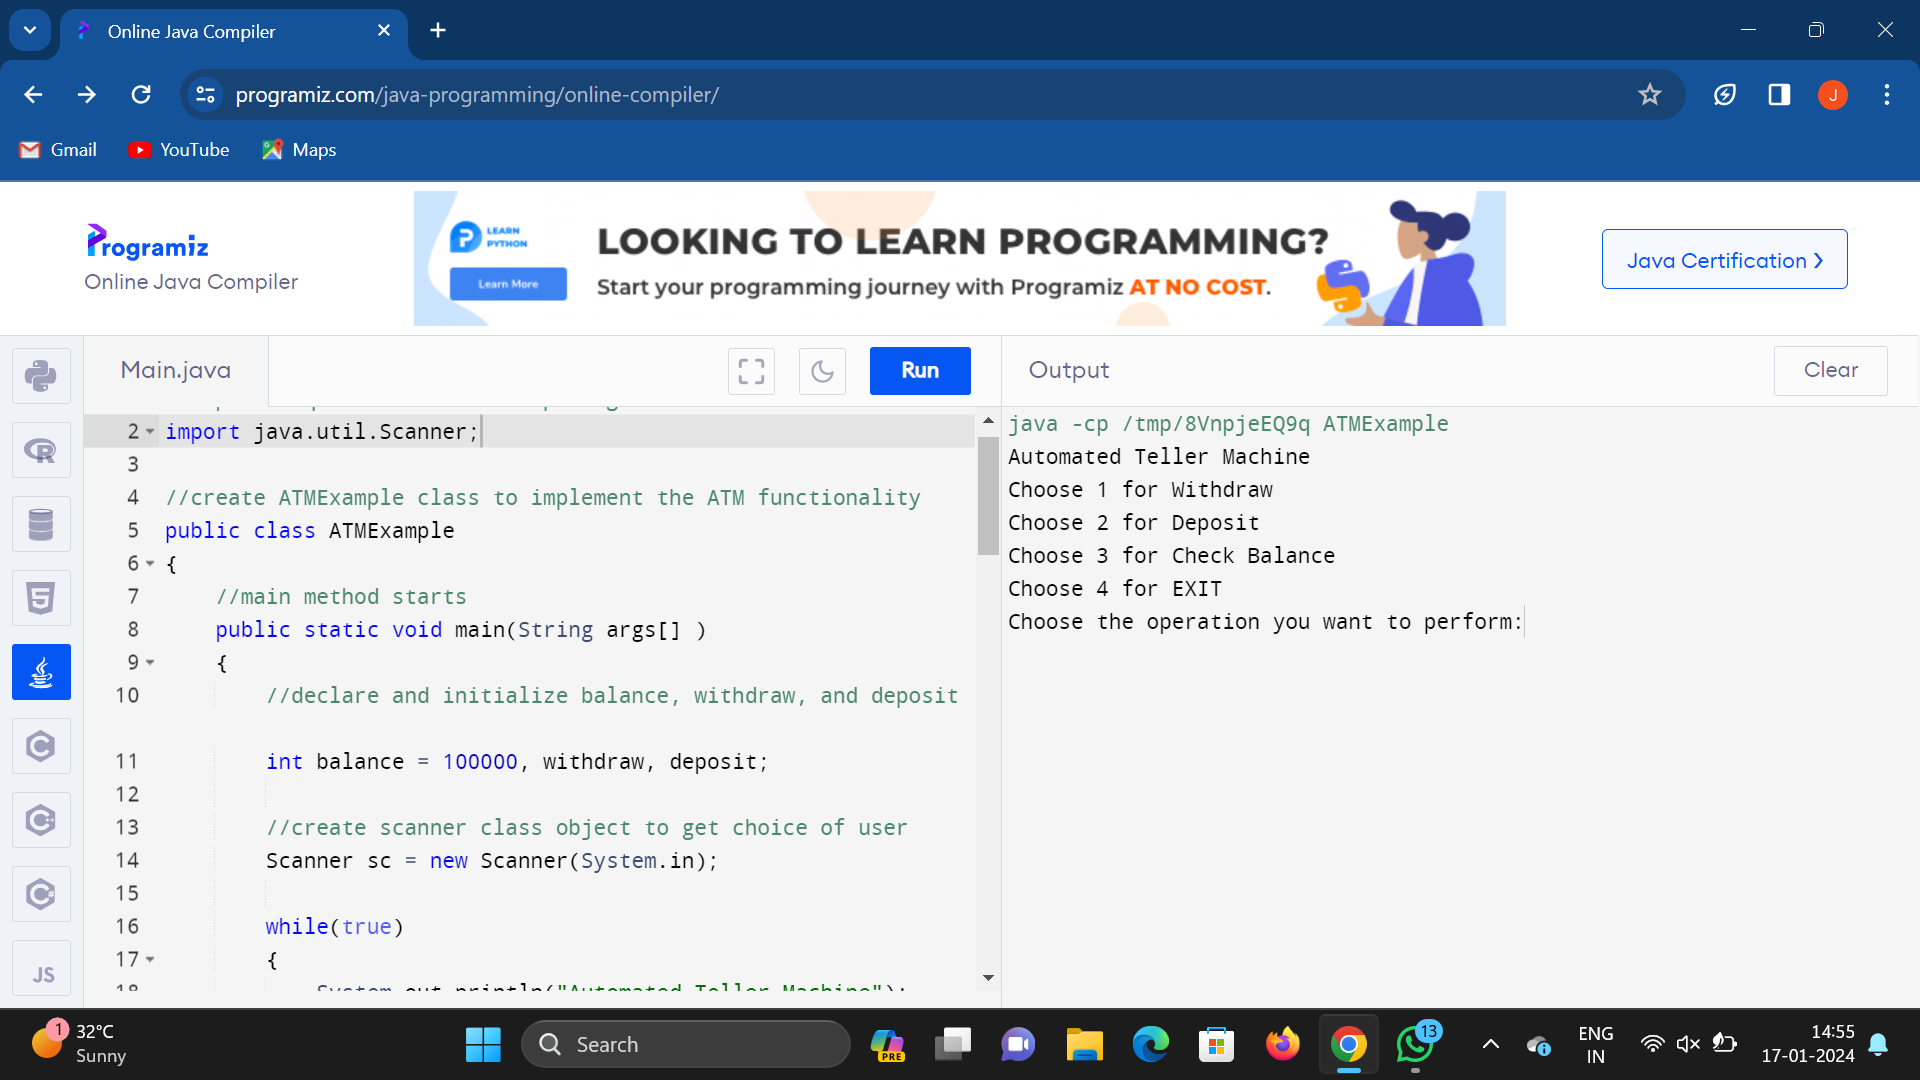 Online Java Compiler
programiz.com/java-programming/online-compiler/
J
Gmail YouTube Maps
Programiz
Online Java Compiler
LEARN
PYTHON
Learn More
LOOKING TO LEARN PROGRAMMING?
Start your programming journey with Programiz AT NO COST.
Java Certification ❯
Main.java
Run
Output
Clear
2 import java.util.Scanner;
3
4 //create ATMExample class to implement the ATM functionality
5 public class ATMExample
6 {
7 //main method starts
8 public static void main(String args[] )
9 {
10 //declare and initialize balance, withdraw, and deposit
11 int balance = 100000, withdraw, deposit;
12
13 //create scanner class object to get choice of user
14 Scanner sc = new Scanner(System.in);
15
16 while(true)
17 {
18 System.out.println("Automated Teller Machine");
java -cp /tmp/8VnpjeEQ9q ATMExample
Automated Teller Machine
Choose 1 for Withdraw
Choose 2 for Deposit
Choose 3 for Check Balance
Choose 4 for EXIT
Choose the operation you want to perform:
R
5
C
C
C
JS
1
32°C
Sunny
Search
PRE
13
ENG
IN
14:55
17-01-2024